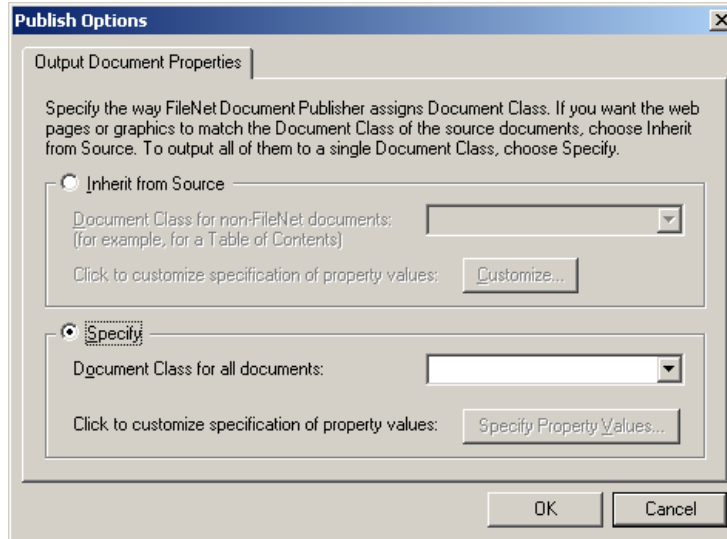 Publish Options
Output Document Properties
Specify the way FileNet Document Publisher assigns Document Class. If you want the web
pages or graphics to match the Document Class of the source documents, choose Inherit
from Source. To output all of them to a single Document Class, choose Specify.
Inherit from Source
Document Class for non-FileNet documents:
(for example, for a Table of Contents)
Click to customize specification of property values:
Customize...
Specify
Document Class for all documents:
Click to customize specification of property values:
Specify Property Values...
OK
Cancel